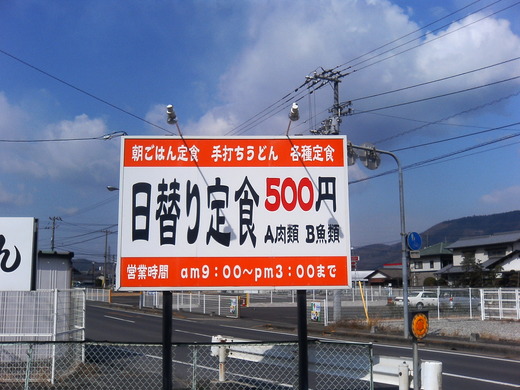 朝ごはん定食 手打ちうどん 各種定食
日替り定食 500円
A肉類 B魚類
営業時間 am9:00～pm3:00まで
ん